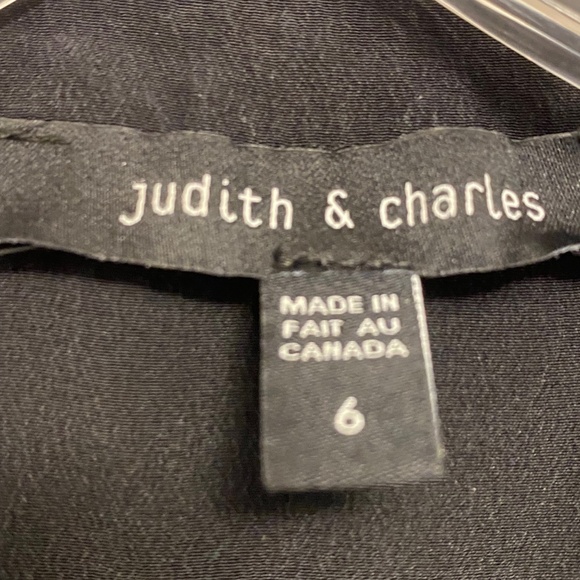 judith & charles
MADE IN
FAIT AU
CANADA
6